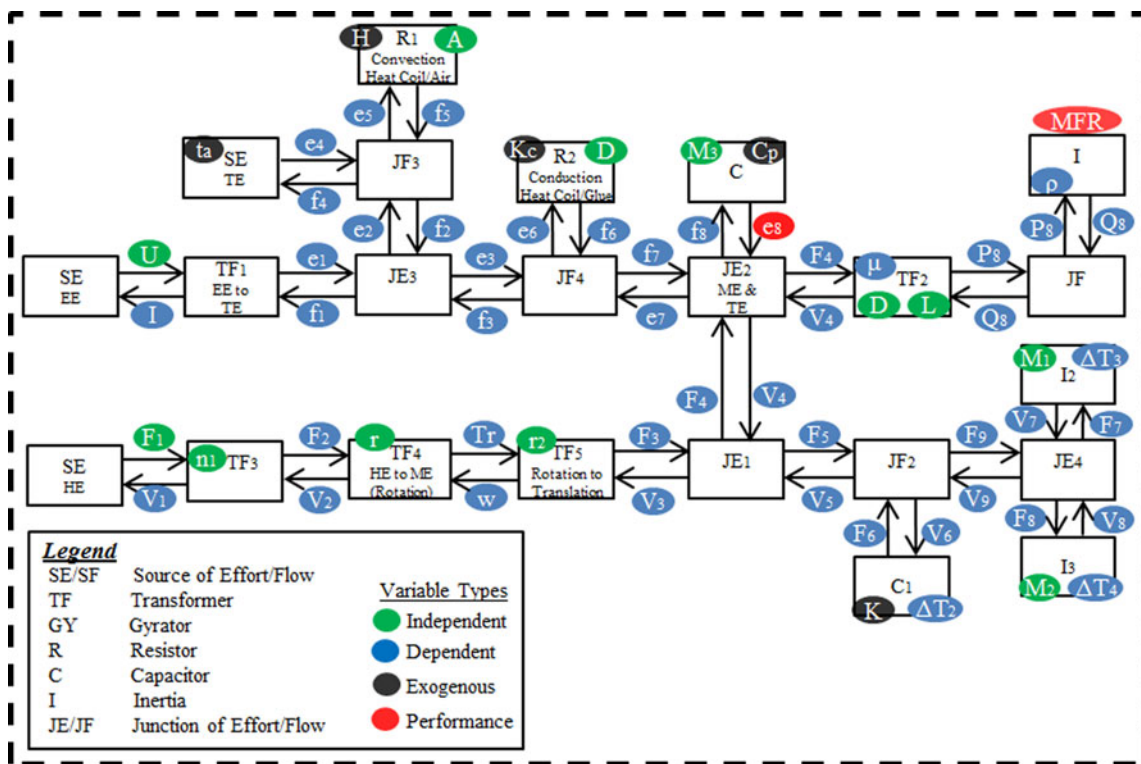 H R1 A
Convection
Heat Coil/Air
e5 f5
ta SE
TE
e4
f4
JF3
e2 f2
Kc R2 D
Conduction
Heat Coil/Glue
e6 f6
M3 Cp
C
f8 e8
MFR
I
ρ
P8 Q8
SE
EE
U
I
TF1
EE to
TE
e1
f1
JE3
e3
f3
JF4
f7
e7
JE2
ME &
TE
F4
V4
μ
TF2
D L
P8
Q8
JF
F4 V4
M1 ΔT3
I2
V7 F7
SE
HE
F1
V1
n1 TF3
F2
V2
r
TF4
HE to ME
(Rotation)
Tr
w
r2
TF5
Rotation to
Translation
F3
V3
JE1
F5
V5
JF2
F9
V9
JE4
F6 V6
C1
K ΔT2
F8 V8
I3
M2 ΔT4
Legend
SE/SF Source of Effort/Flow
TF Transformer
GY Gyrator
R Resistor
C Capacitor
I Inertia
JE/JF Junction of Effort/Flow
Variable Types
Independent
Dependent
Exogenous
Performance